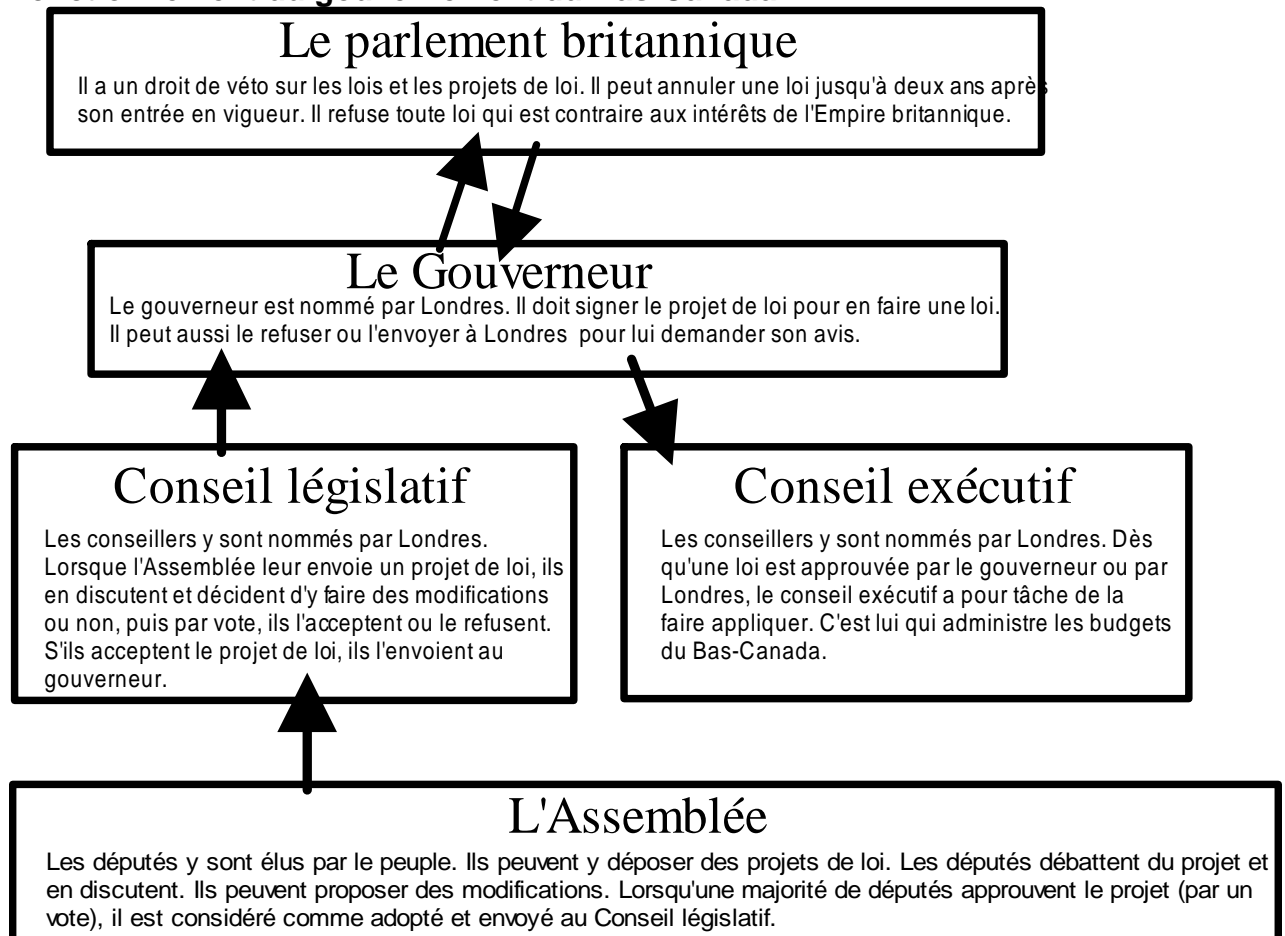 Le parlement britannique
Il a un droit de véto sur les lois et les projets de loi. Il peut annuler une loi jusqu'à deux ans après
son entrée en vigueur. Il refuse toute loi qui est contraire aux intérêts de l'Empire britannique.
Le Gouverneur
Le gouverneur est nommé par Londres. Il doit signer le projet de loi pour en faire une loi.
Il peut aussi le refuser ou l'envoyer à Londres pour lui demander son avis.
Conseil législatif
Les conseillers y sont nommés par Londres.
Lorsque l'Assemblée leur envoie un projet de loi, ils
en discutent et décident d'y faire des modifications
ou non, puis par vote, ils l'acceptent ou le refusent.
S'ils acceptent le projet de loi, ils l'envoient au
gouverneur.
Conseil exécutif
Les conseillers y sont nommés par Londres. Dès
qu'une loi est approuvée par le gouverneur ou par
Londres, le conseil exécutif a pour tâche de la
faire appliquer. C'est lui qui administre les budgets
du Bas-Canada.
L'Assemblée
Les députés y sont élus par le peuple. Ils peuvent y déposer des projets de loi. Les députés débattent du projet et
en discutent. Ils peuvent proposer des modifications. Lorsqu'une majorité de députés approuvent le projet (par un
vote), il est considéré comme adopté et envoyé au Conseil législatif.